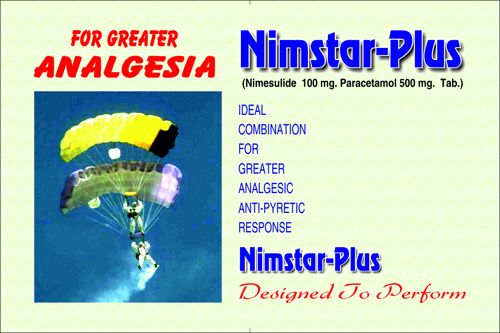 FOR GREATER
ANALGESIA
Nimstar-Plus
(Nimesulide 100 mg. Paracetamol 500 mg. Tab.)
IDEAL
COMBINATION
FOR
GREATER
ANALGESIC
ANTI-PYRETIC
RESPONSE
Nimstar-Plus
Designed To Perform